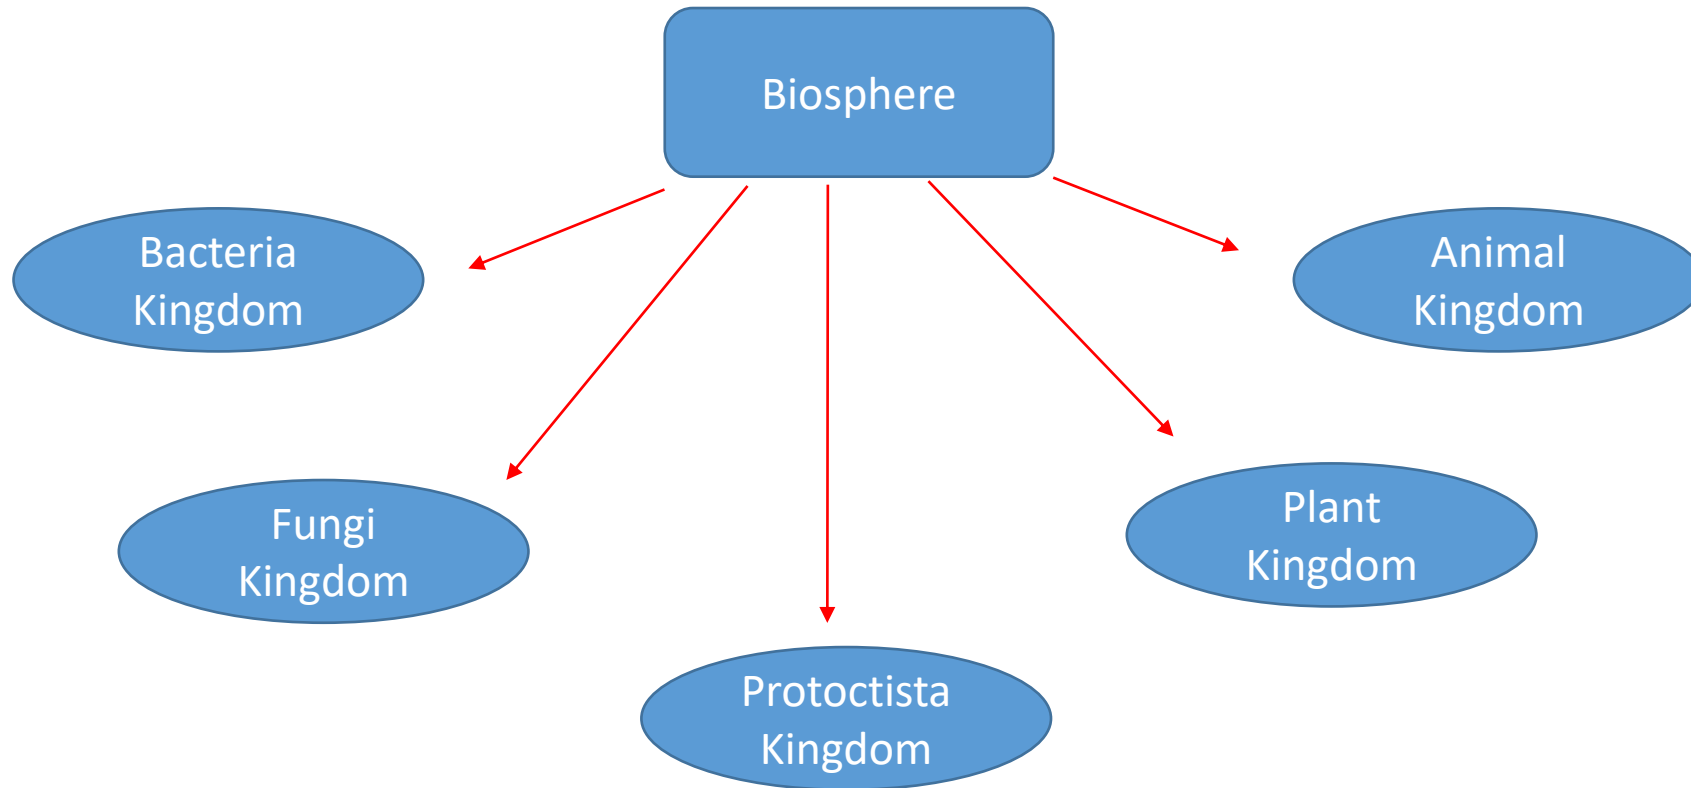 Biosphere
Bacteria
Kingdom
Animal
Kingdom
Fungi
Kingdom
Plant
Kingdom
Protoctista
Kingdom